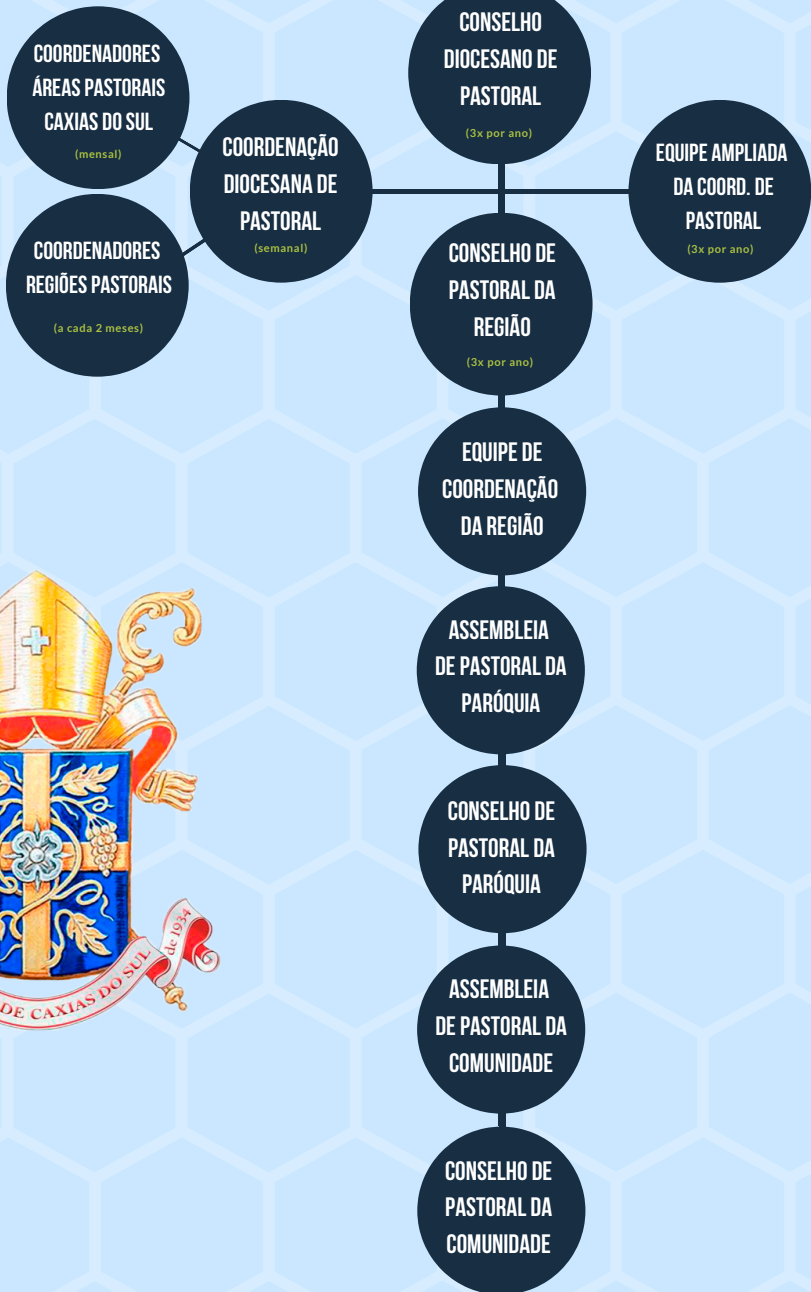 COORDENADORES
ÁREAS PASTORAIS
CAXIAS DO SUL
(mensal)
CONSELHO
DIOCESANO DE
PASTORAL
(3x por ano)
COORDENAÇÃO
DIOCESANA DE
PASTORAL
(semanal)
EQUIPE AMPLIADA
DA COORD. DE
PASTORAL
(3x por ano)
COORDENADORES
REGIÕES PASTORAIS
(a cada 2 meses)
CONSELHO DE
PASTORAL DA
REGIÃO
(3x por ano)
EQUIPE DE
COORDENAÇÃO
DA REGIÃO
ASSEMBLEIA
DE PASTORAL DA
PARÓQUIA
CONSELHO DE
PASTORAL DA
PARÓQUIA
DE CAXIAS DO SUL
de 1934
ASSEMBLEIA
DE PASTORAL DA
COMUNIDADE
CONSELHO DE
PASTORAL DA
COMUNIDADE